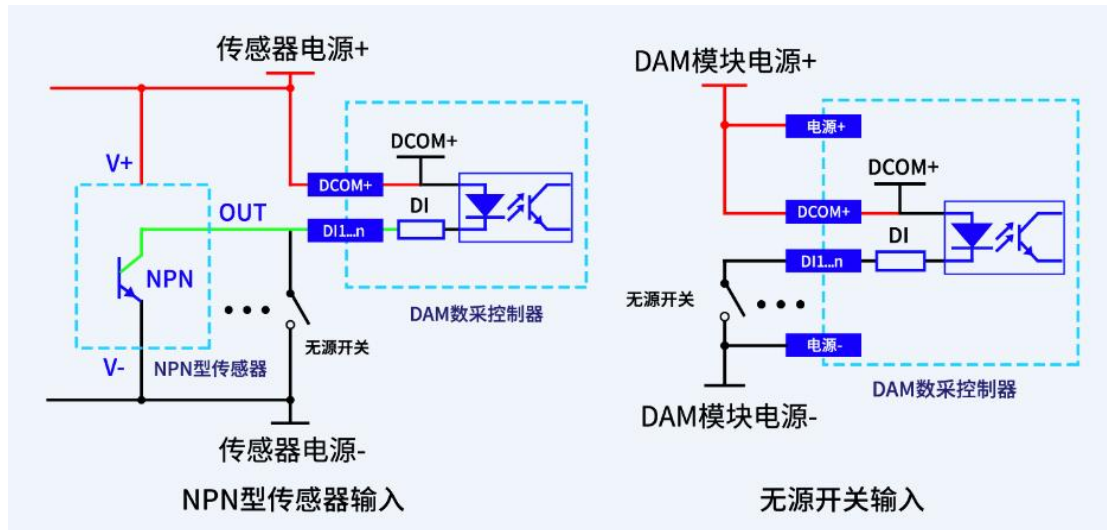 传感器电源+
DCOM+
V+
DCOM+
OUT
DI
DI1...n
NPN
DAM数采控制器
无源开关
V-
NPN型传感器
传感器电源-
NPN型传感器输入
DAM模块电源+
电源+
DCOM+
DCOM+
DI
DI1...n
无源开关
电源-
DAM数采控制器
DAM模块电源-
无源开关输入